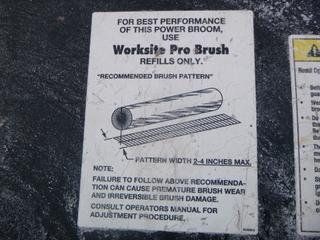 FOR BEST PERFORMANCE
OF THIS POWER BROOM,
USE
Worksite Pro Brush
REFILLS ONLY.
"RECOMMENDED BRUSH PATTERN"
PATTERN WIDTH 2-4 INCHES MAX.
NOTE:
FAILURE TO FOLLOW ABOVE RECOMMENDA-
TION CAN CAUSE PREMATURE BRUSH WEAR
AND IRREVERSIBLE BRUSH DAMAGE.
CONSULT OPERATORS MANUAL FOR
ADJUSTMENT PROCEDURE.